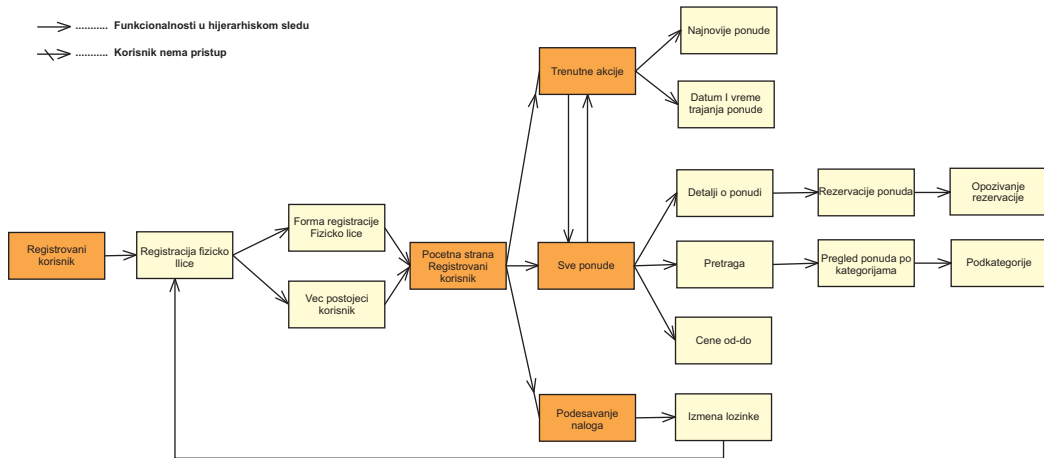 ........... Funkcionalnosti u hijerarhiskom sledu
........... Korisnik nema pristup
Registrovani
korisnik
Registracija fizicko
lIice
Forma registracije
Fizicko lice
Vec postojeci
korisnik
Pocetna strana
Registrovani
korisnik
Trenutne akcije
Najnovije ponude
Datum I vreme
trajanja ponude
Sve ponude
Detalji o ponudi
Rezervacije ponuda
Opozivanje
rezervacije
Pretraga
Pregled ponuda po
kategorijama
Podkategorije
Cene od-do
Podesavanje
naloga
Izmena lozinke